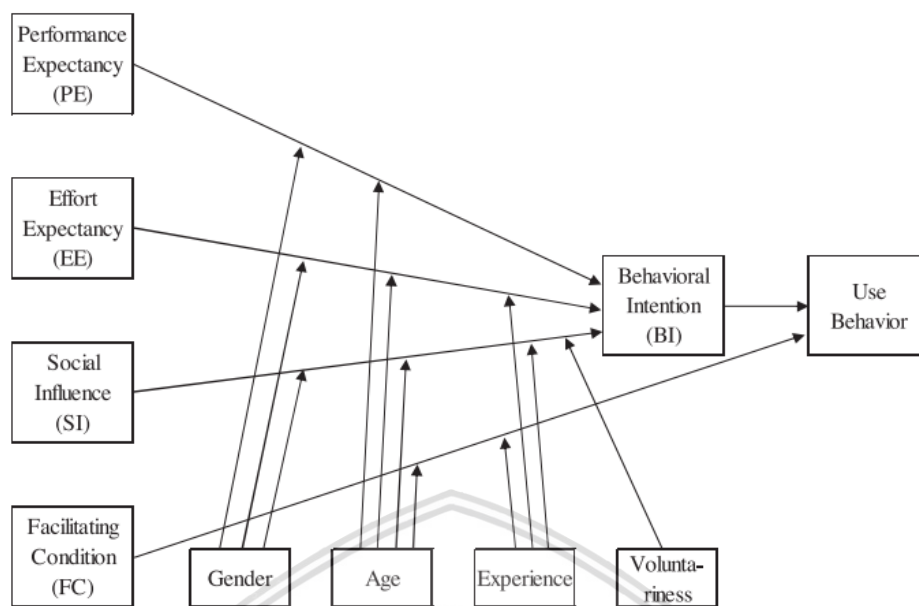 Performance
Expectancy
(PE)
Effort
Expectancy
(EE)
Social
Influence
(SI)
Facilitating
Condition
(FC)
Behavioral
Intention
(BI)
Use
Behavior
Gender
Age
Experience
Volunta-
riness